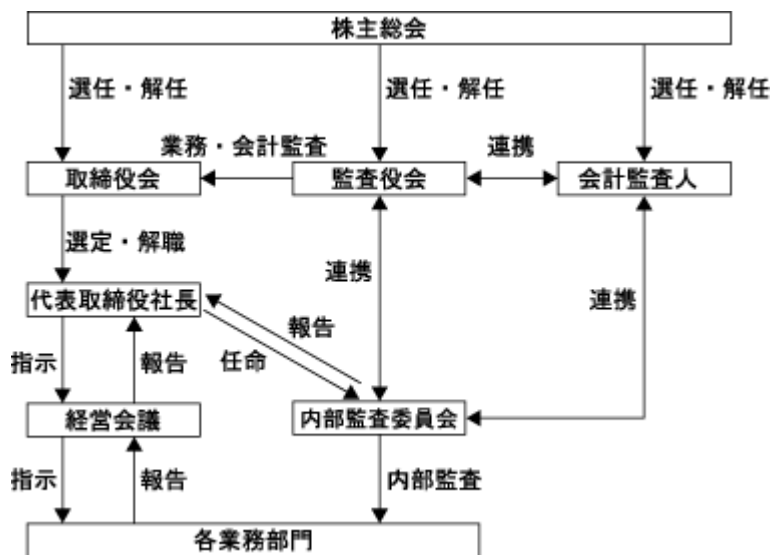 株主総会
選任・解任
選任・解任
選任・解任
業務・会計監査
連携
取締役会
監査役会
会計監査人
選定・解職
連携
連携
代表取締役社長
報告
指示
報告
任命
経営会議
内部監査委員会
指示
報告
内部監査
各業務部門